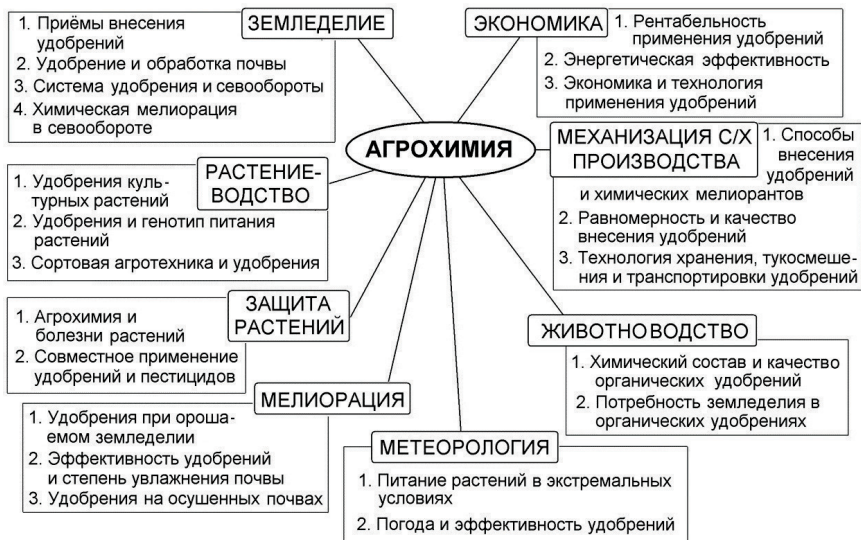 ЗЕМЛЕДЕЛИЕ
1. Приёмы внесения
удобрений
2. Удобрение и обработка почвы
3. Система удобрения и севообороты
4. Химическая мелиорация
в севообороте
ЭКОНОМИКА
1. Рентабельность
применения удобрений
2. Энергетическая эффективность
3. Экономика и технология
применения удобрений
АГРОХИМИЯ
МЕХАНИЗАЦИЯ С/Х
ПРОИЗВОДСТВА
1. Способы
внесения
удобрений
и химических мелиорантов
2. Равномерность и качество
внесения удобрений
3. Технология хранения, тукосмеше-
ния и транспортировки удобрений
РАСТЕНИЕ-
ВОДСТВО
1. Удобрения куль-
турных растений
2. Удобрения и генотип питания
растений
3. Сортовая агротехника и удобрения
ЗАЩИТА
РАСТЕНИЙ
1. Агрохимия и
болезни растений
2. Совместное применение
удобрений и пестицидов
ЖИВОТНОВОДСТВО
1. Химический состав и качество
органических удобрений
2. Потребность земледелия в
органических удобрениях
МЕЛИОРАЦИЯ
1. Удобрения при ороша-
емом земледелии
2. Эффективность удобрений
и степень увлажнения почвы
3. Удобрения на осушенных почвах
МЕТЕОРОЛОГИЯ
1. Питание растений в экстремальных
условиях
2. Погода и эффективность удобрений